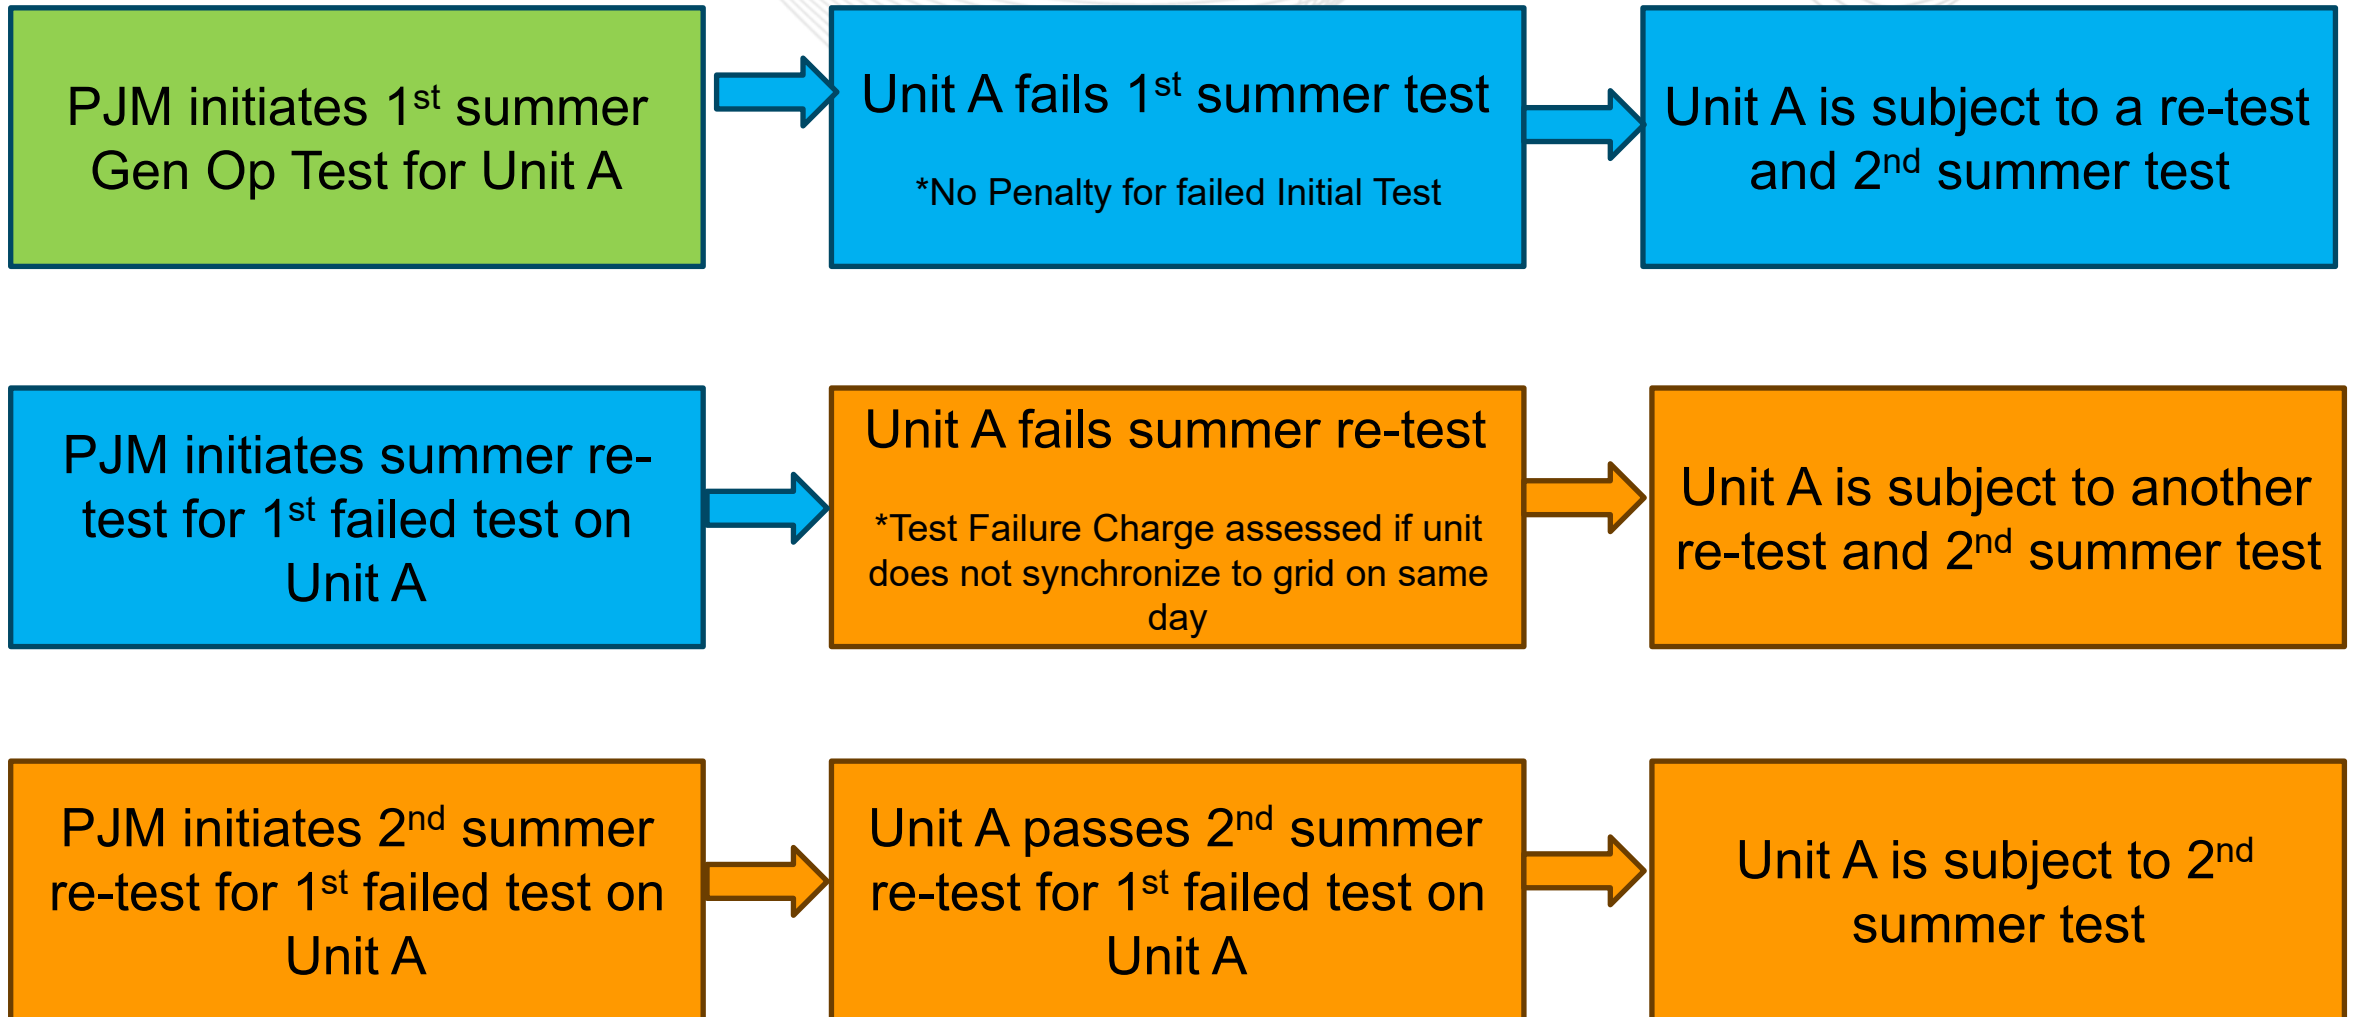 PJM initiates 1st summer
Gen Op Test for Unit A
Unit A fails 1st summer test
*No Penalty for failed Initial Test
Unit A is subject to a re-test
and 2nd summer test
PJM initiates summer re-
test for 1st failed test on
Unit A
Unit A fails summer re-test
*Test Failure Charge assessed if unit
does not synchronize to grid on same
day
Unit A is subject to another
re-test and 2nd summer test
PJM initiates 2nd summer
re-test for 1st failed test on
Unit A
Unit A passes 2nd summer
re-test for 1st failed test on
Unit A
Unit A is subject to 2nd
summer test